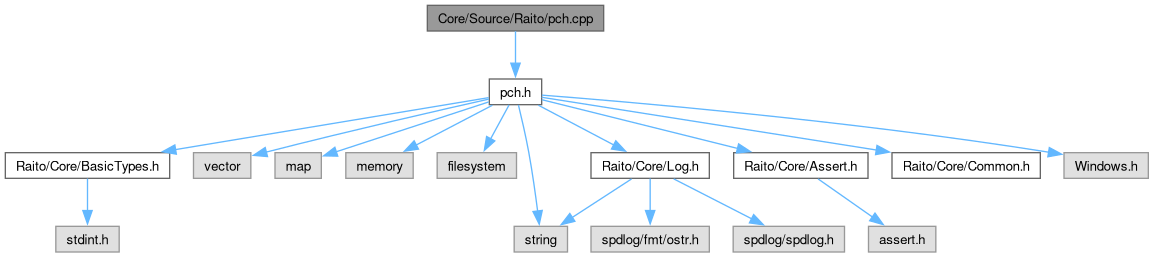 Core/Source/Raito/pch.cpp
pch.h
Raito/Core/BasicTypes.h
vector
map
memory
filesystem
Raito/Core/Log.h
Raito/Core/Assert.h
Raito/Core/Common.h
Windows.h
stdint.h
string
spdlog/fmt/ostr.h
spdlog/spdlog.h
assert.h